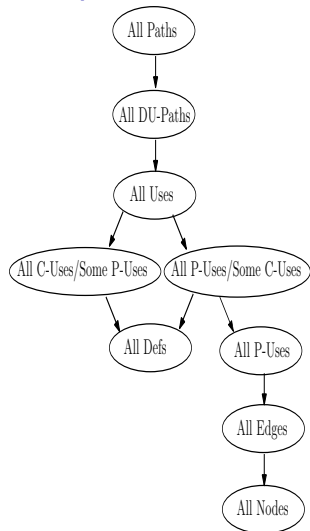 All Paths
All DU-Paths
All Uses
All C-Uses/Some P-Uses
All P-Uses/Some C-Uses
All Defs
All P-Uses
All Edges
All Nodes